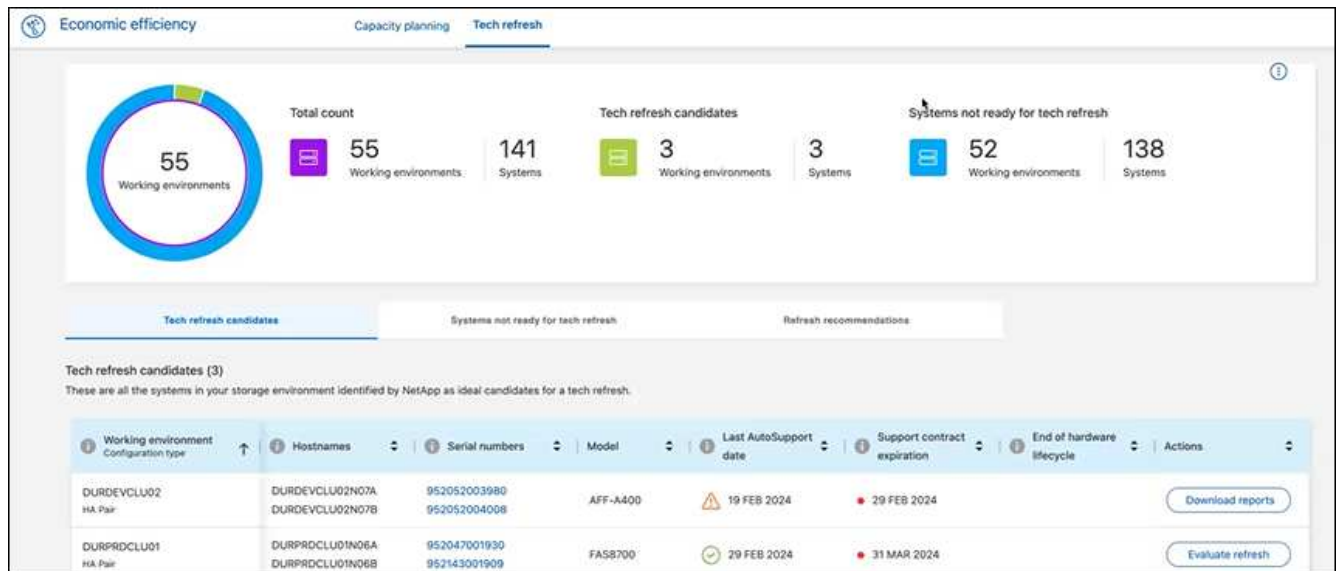 Economic efficiency
Capacity planning
Tech refresh
55
Working environments
Total count
55
Working environments
141
Systems
Tech refresh candidates
3
Working environments
3
Systems
Systems not ready for tech refresh
52
Working environments
138
Systems
Tech refresh candidates
Systems not ready for tech refresh
Refresh recommendations
Tech refresh candidates (3)
These are all the systems in your storage environment identified by NetApp as ideal candidates for a tech refresh.
Working environment
Configuration type
Hostnames
Serial numbers
Model
Last AutoSupport
date
Support contract
expiration
End of hardware
lifecycle
Actions
DURDEVCLU02
HA Pair
DURDEVCLU02N07A
DURDEVCLU02N07B
952052003980
952052004008
AFF-A400
19 FEB 2024
29 FEB 2024
Download reports
DURPRDCLU01
HA Pair
DURPRDCLU01N06A
DURPRDCLU01N06B
952047001930
952143001909
FAS8700
29 FEB 2024
31 MAR 2024
Evaluate refresh